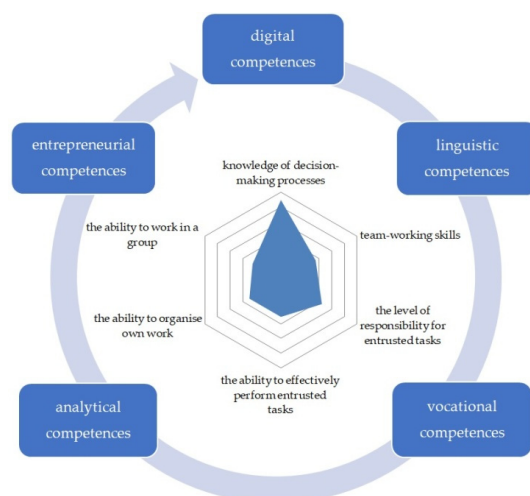 digital
competences
entrepreneurial
competences
linguistic
competences
knowledge of decision-
making processes
the ability to work in a
group
team-working skills
the ability to organise
own work
the level of
responsibility for
entrusted tasks
the ability to effectively
perform entrusted
tasks
analytical
competences
vocational
competences